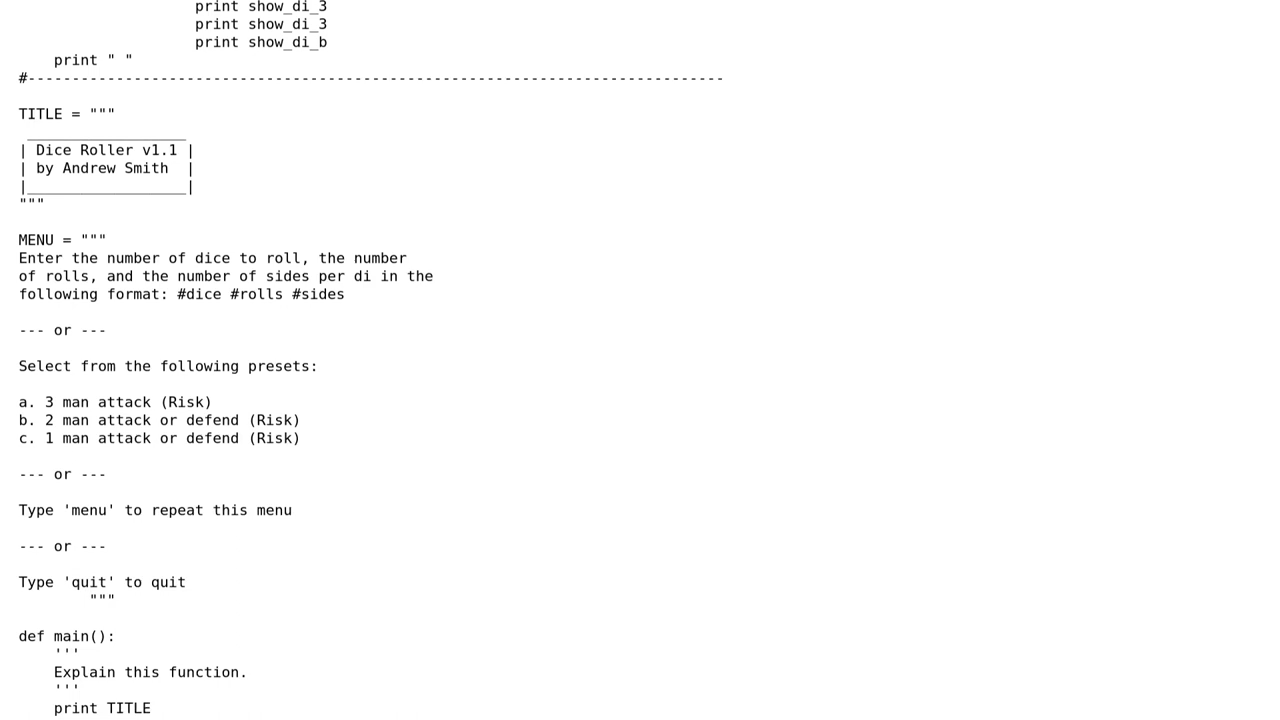 print show_di_3
                    print show_di_3
                    print show_di_b
    print " "
#-------------------------------------------------------------------------------

TITLE = """
 __________________
| Dice Roller v1.1 |
| by Andrew Smith  |
|__________________|
"""

MENU = """
Enter the number of dice to roll, the number
of rolls, and the number of sides per di in the
following format: #dice #rolls #sides

--- or ---

Select from the following presets:

a. 3 man attack (Risk)
b. 2 man attack or defend (Risk)
c. 1 man attack or defend (Risk)

--- or ---

Type 'menu' to repeat this menu

--- or ---

Type 'quit' to quit
        """

def main():
    '''
    Explain this function.
    '''
    print TITLE